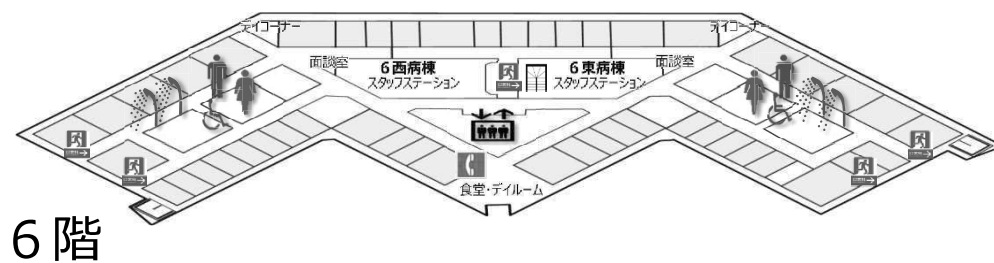 デイコーナー
デイコーナー
面談室
6西病棟
スタッフステーション
6東病棟
スタッフステーション
面談室
食堂・デイルーム
6階